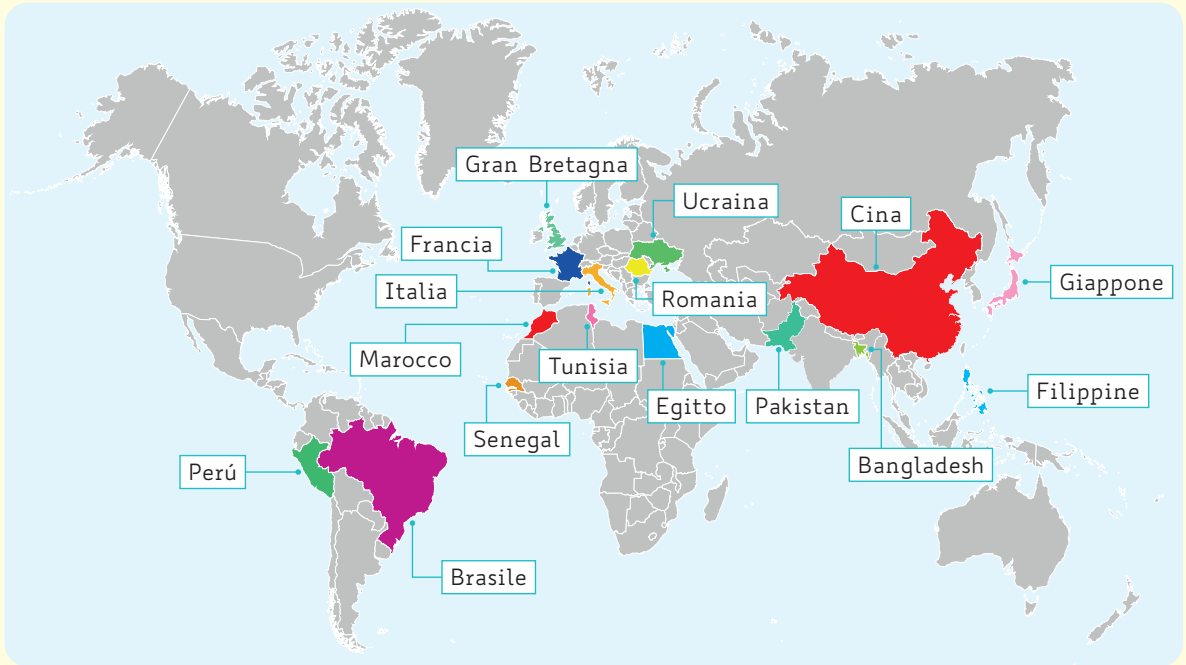 Gran Bretagna
Ucraina
Cina
Francia
Giappone
Italia
Romania
Marocco
Tunisia
Filippine
Egitto
Pakistan
Senegal
Bangladesh
Perú
Brasile